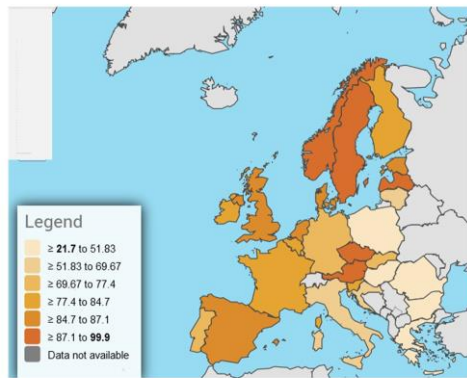 Legend
≥ 21.7 to 51.83
≥ 51.83 to 69.67
≥ 69.67 to 77.4
≥ 77.4 to 84.7
≥ 84.7 to 87.1
≥ 87.1 to 99.9
Data not available